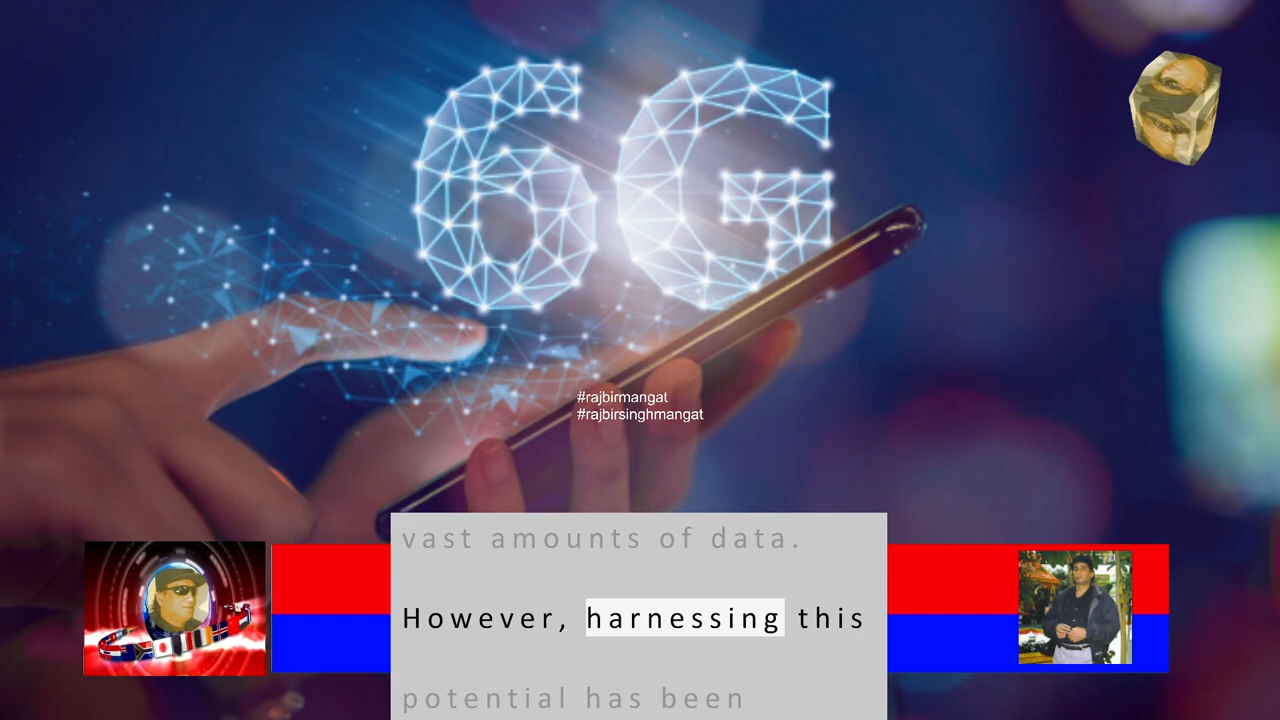 6G
#rajbirmangat
#rajbirsinghmangat
vast amounts of data.
However, harnessing this
potential has been